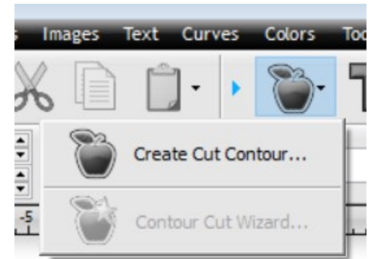 Images Text Curves Colors
Create Cut Contour...
Contour Cut Wizard...
-5